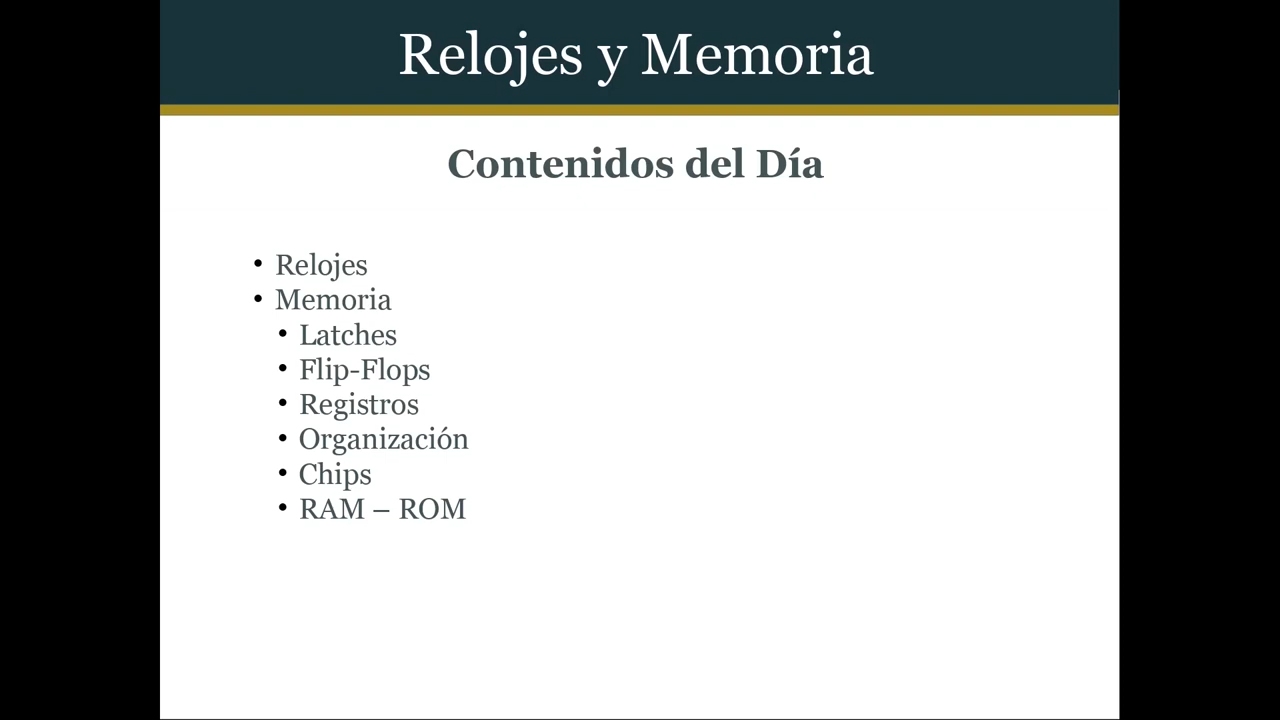 Relojes y Memoria
Contenidos del Día
• Relojes
• Memoria
• Latches
• Flip-Flops
• Registros
• Organización
• Chips
• RAM – ROM